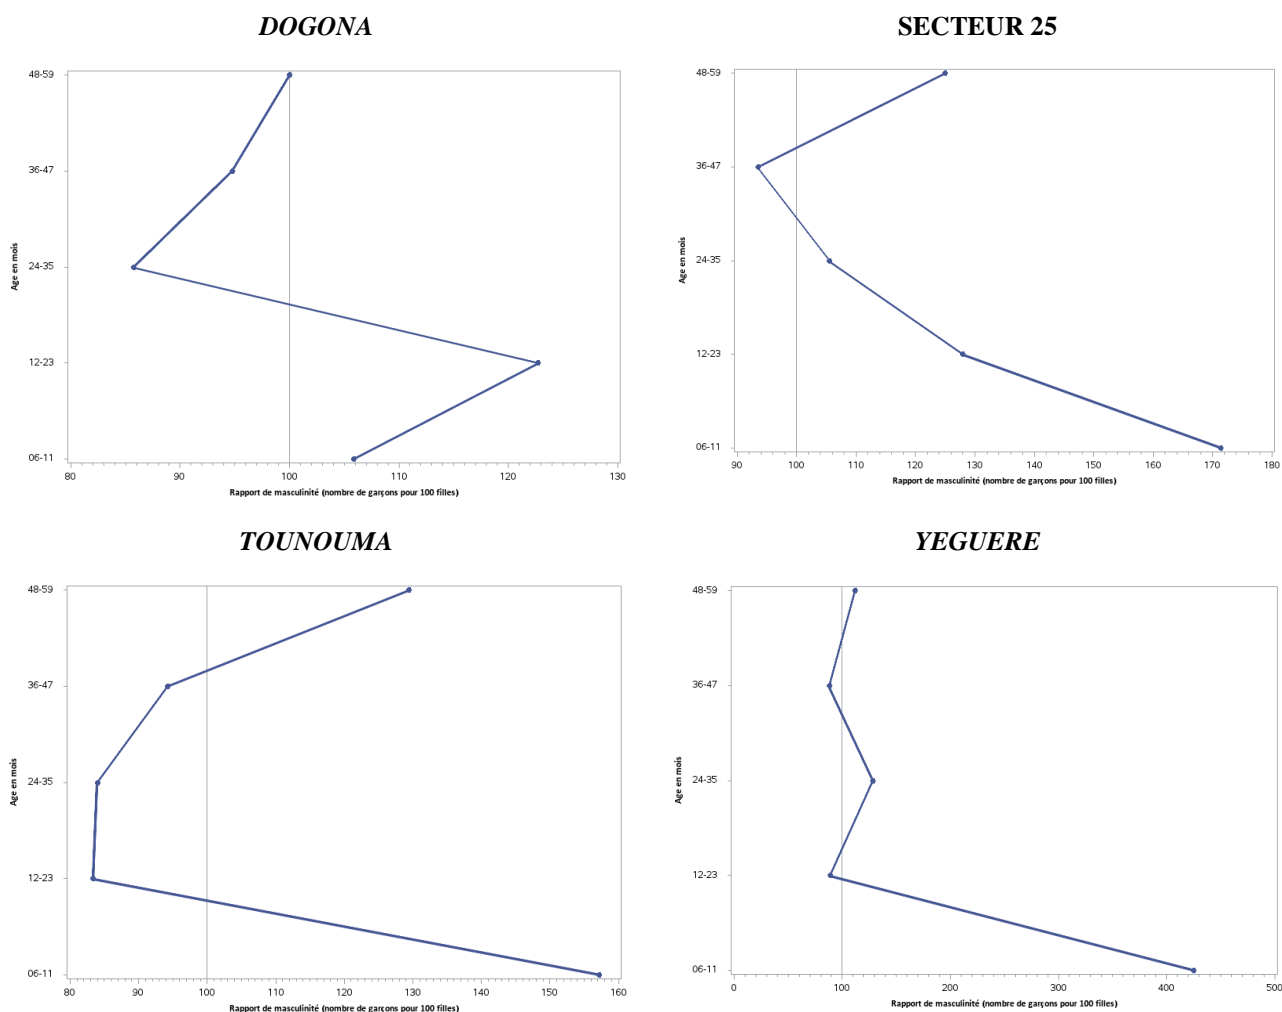 DOGONA
48-59
36-47
24-35
12-23
06-11
Age en mois
80 90 100 110 120 130
Rapport de masculinité (nombre de garçons pour 100 filles)
SECTEUR 25
48-59
36-47
24-35
12-23
06-11
Age en mois
90 100 110 120 130 140 150 160 170 180
Rapport de masculinité (nombre de garçons pour 100 filles)
TOUNOUMA
48-59
36-47
24-35
12-23
06-11
Age en mois
80 90 100 110 120 130 140 150 160
Rapport de masculinité (nombre de garçons pour 100 filles)
YEGUERE
48-59
36-47
24-35
12-23
06-11
Age en mois
0 100 200 300 400 500
Rapport de masculinité (nombre de garçons pour 100 filles)